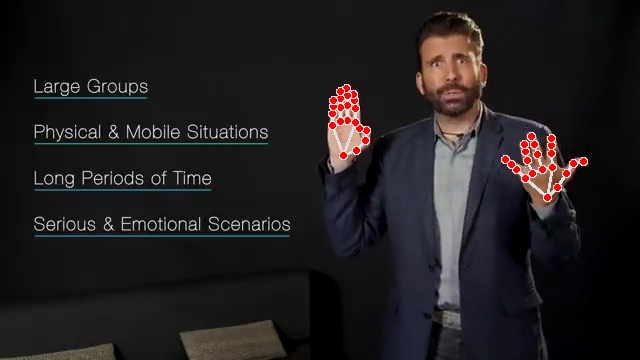 Large Groups
Physical & Mobile Situations
Long Periods of Time
Serious & Emotional Scenarios